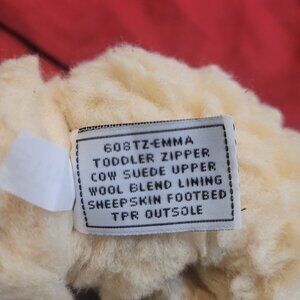 608TZ-EMMA
TODDLER ZIPPER
COW SUEDE UPPER
WOOL BLEND LINING
SHEEPSKIN FOOTBED
TPR OUTSOLE